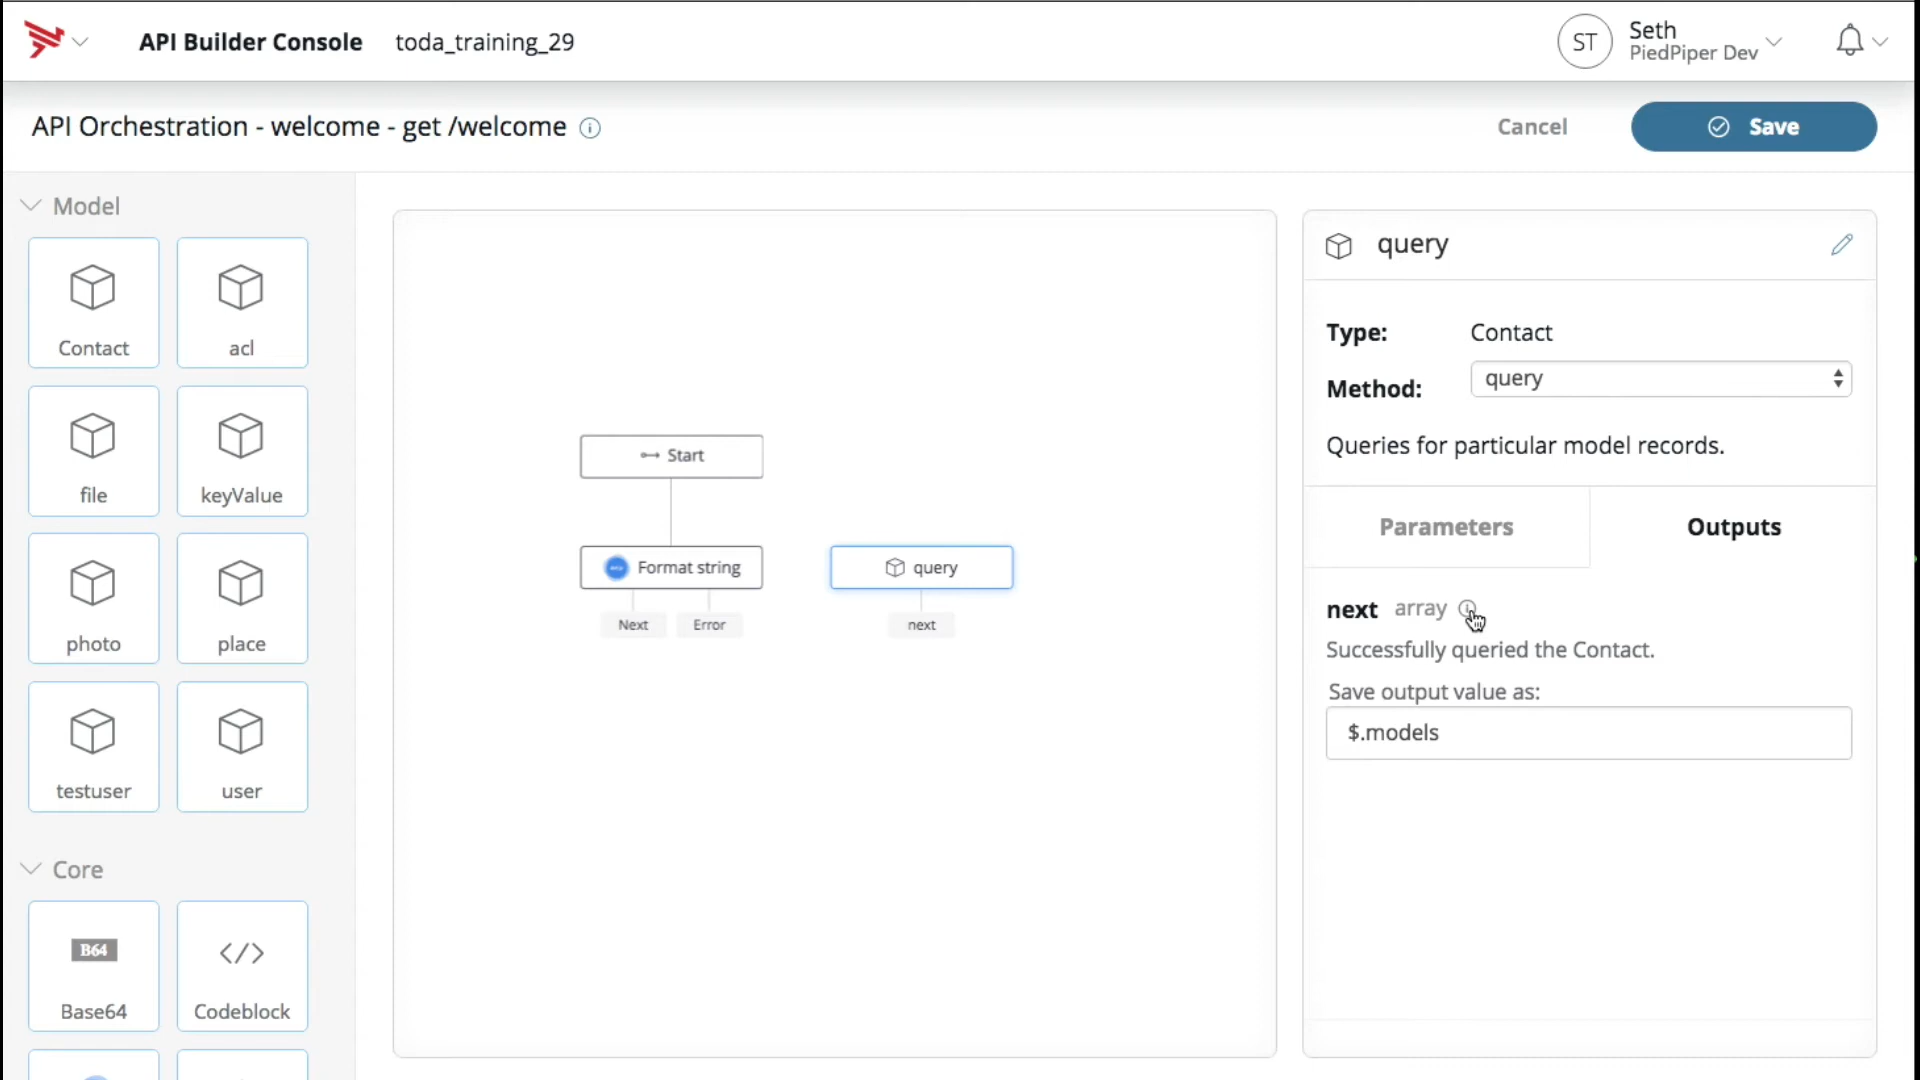 API Builder Console
toda_training_29
ST
Seth
PiedPiper Dev
API Orchestration - welcome - get /welcome
Cancel
Save
Model
Contact
acl
file
keyValue
photo
place
testuser
user
Core
B64
Base64
</>
Codeblock
Start
Format string
Next
Error
query
next
query
Type:
Contact
Method:
query
Queries for particular model records.
Parameters
Outputs
next array
Successfully queried the Contact.
Save output value as:
$.models